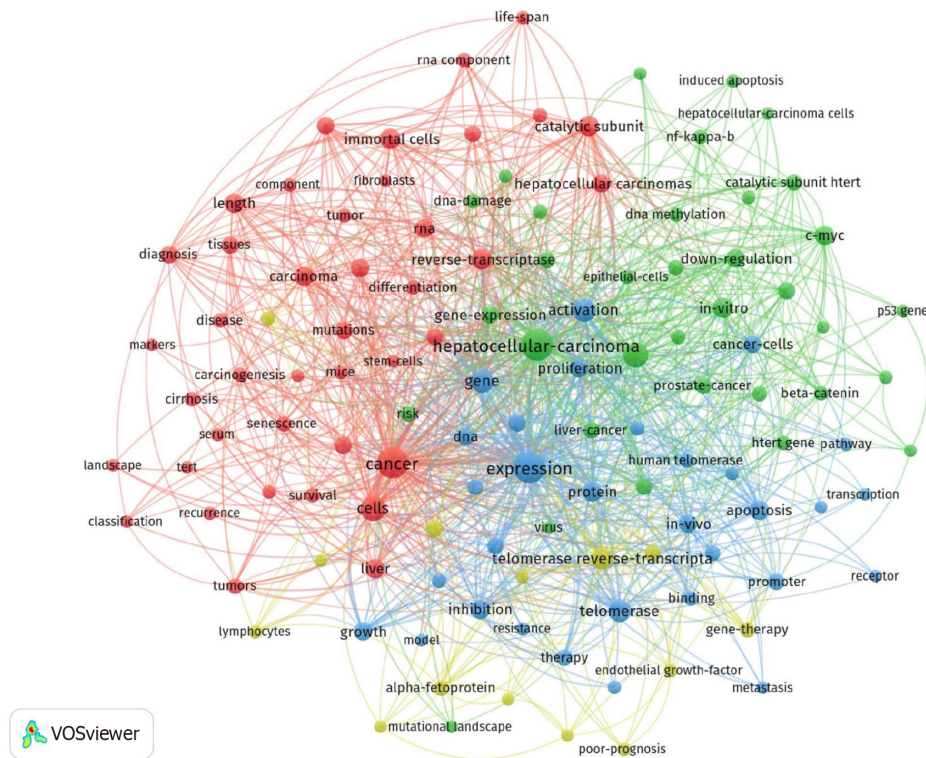 life-span
rna component
induced apoptosis
hepatocellular-carcinoma cells
catalytic subunit
nf-kappa-b
immortal cells
component
fibroblasts
hepatocellular carcinomas
catalytic subunit htert
length
dna-damage
tumor
dna methylation
rna
c-myc
diagnosis
tissues
reverse-transcriptase
down-regulation
carcinoma
differentiation
epithelial-cells
activation
in-vitro
p53 gene
disease
gene-expression
mutations
markers
hepatocellular-carcinoma
cancer-cells
stem-cells
proliferation
carcinogenesis
mice
gene
prostate-cancer
beta-catenin
cirrhosis
risk
senescence
serum
dna
liver-cancer
htert gene
pathway
landscape
tert
cancer
expression
human telomerase
survival
protein
transcription
recurrence
cells
apoptosis
classification
virus
in-vivo
liver
telomerase reverse-transcripta
tumors
promoter
receptor
binding
inhibition
telomerase
lymphocytes
growth
model
resistance
gene-therapy
therapy
endothelial growth-factor
alpha-fetoprotein
metastasis
mutational landscape
poor-prognosis
VOSviewer